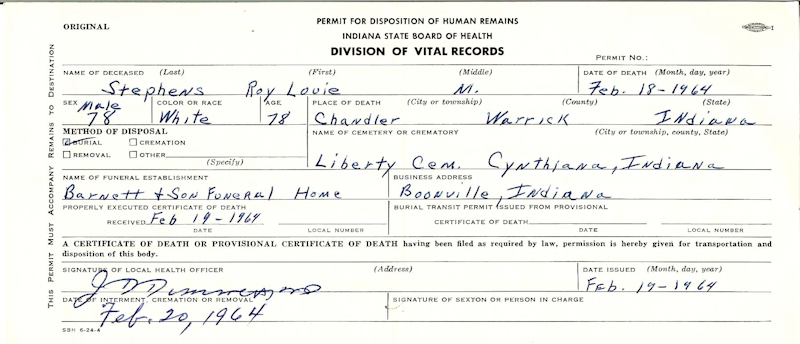 ORIGINAL
PERMIT FOR DISPOSITION OF HUMAN REMAINS
INDIANA STATE BOARD OF HEALTH
DIVISION OF VITAL RECORDS
PERMIT NO.:
THIS PERMIT MUST ACCOMPANY REMAINS TO DESTINATION
NAME OF DECEASED (Last) (First) (Middle) DATE OF DEATH (Month, day, year)
Stephens Roy Louie M. Feb. 18-1964
SEX COLOR OR RACE AGE PLACE OF DEATH (City or township) (County) (State)
Male
78 White 78 Chandler Warrick Indiana
METHOD OF DISPOSAL NAME OF CEMETERY OR CREMATORY (City or township, county, State)
BURIAL CREMATION
REMOVAL OTHER
(Specify)
Liberty Cem. Cynthiana, Indiana
NAME OF FUNERAL ESTABLISHMENT BUSINESS ADDRESS
Barnett + Son Funeral Home Boonville, Indiana
PROPERLY EXECUTED CERTIFICATE OF DEATH BURIAL TRANSIT PERMIT ISSUED FROM PROVISIONAL
RECEIVED Feb 19-1964 CERTIFICATE OF DEATH
DATE LOCAL NUMBER DATE LOCAL NUMBER
A CERTIFICATE OF DEATH OR PROVISIONAL CERTIFICATE OF DEATH having been filed as required by law, permission is hereby given for transportation and
disposition of this body.
SIGNATURE OF LOCAL HEALTH OFFICER (Address) DATE ISSUED (Month, day, year)
Feb. 19-1964
DATE OF INTERMENT, CREMATION OR REMOVAL SIGNATURE OF SEXTON OR PERSON IN CHARGE
Feb. 20, 1964
SBH 6-24-4